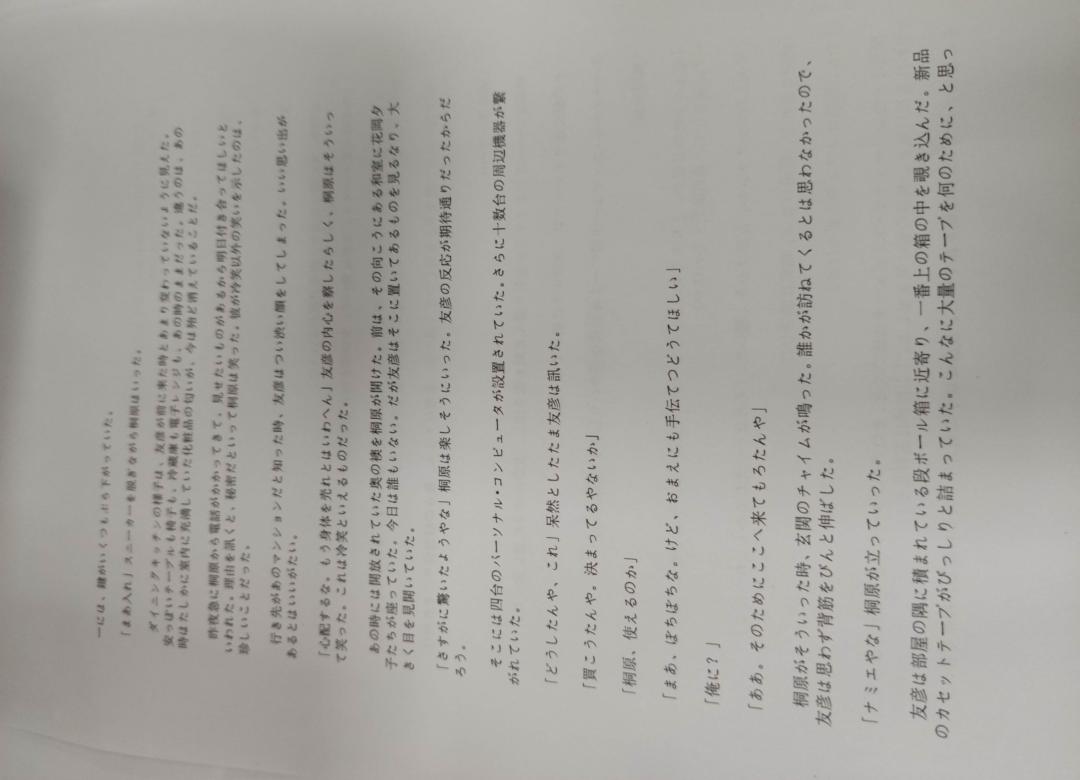 ーには、鍵がいくつもぶら下がっていた。
「まあ入れ」スニーカーを脱ぎながら桐原はいった。
ダイニングキッチンの様子は、友彦が前に来た時とあまり変わっていないように見えた。
安っぽいテーブルも椅子も、冷蔵庫も電子レンジも、あの時のままだった。違うのは、あの
時はたしかに室内に充満していた化粧品の匂いが、今は殆ど消えていることだ。
昨夜急に桐原から電話がかかってきて、見せたいものがあるから明日付き合ってほしいと
いわれた。理由を訊くと、秘密だといって桐原は笑った。彼が冷笑以外の笑いを示したのは、
珍しいことだった。
行き先があのマンションだと知った時、友彦はつい渋い顔をしてしまった。いい思い出が
あるとはいいがたい。
「心配するな。もう身体を売れとはいわへん」友彦の内心を察したらしく、桐原はそういっ
て笑った。これは冷笑といえるものだった。
あの時には開放されていた奥の襖を桐原が開けた。前は、その向こうにある和室に花岡夕
子たちが座っていた。今日は誰もいない。だが友彦はそこに置いてあるものを見るなり、大
きく目を見開いていた。
「さすがに驚いたようやな」桐原は楽しそうにいった。友彦の反応が期待通りだったからだ
ろう。
そこには四台のパーソナル・コンピュータが設置されていた。さらに十数台の周辺機器が繋
がれていた。
「どうしたんや、これ」呆然としたたま友彦は訊いた。
「買こうたんや。決まってるやないか」
「桐原、使えるのか」
「まあ、ぼちぼちな。けど、おまえにも手伝てつどうてほしい」
「俺に？」
「ああ。そのためにここへ来てもろたんや」
桐原がそういった時、玄関のチャイムが鳴った。誰かが訪ねてくるとは思わなかったので、
友彦は思わず背筋をぴんと伸ばした。
「ナミエやな」桐原が立っていった。
友彦は部屋の隅に積まれている段ボール箱に近寄り、一番上の箱の中を覗き込んだ。新品
のカセットテープがびっしりと詰まっていた。こんなに大量のテープを何のために、と思っ